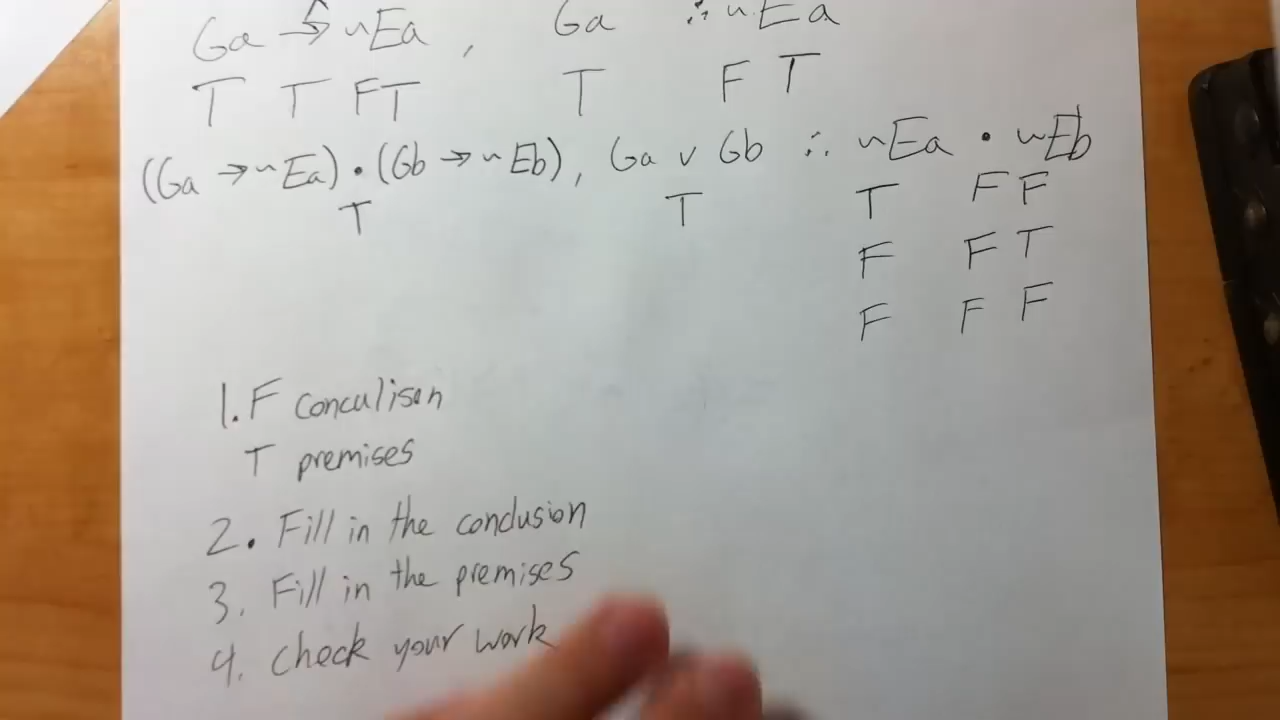 Ga → ~Ea , Ga ∴ ~Ea
T T F T T F T
(Ga → ~Ea) • (Gb → ~Eb), Ga v Gb ∴ ~Ea • ~Eb
T T T F F
F F T
F F F
1. F conculison
T premises
2. Fill in the conclusion
3. Fill in the premises
4. Check your work